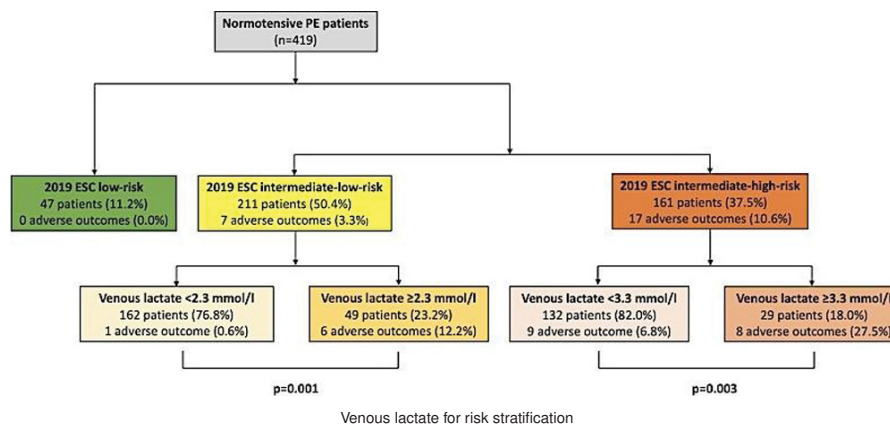 Normotensive PE patients
(n=419)
2019 ESC low-risk
47 patients (11.2%)
0 adverse outcomes (0.0%)
2019 ESC intermediate-low-risk
211 patients (50.4%)
7 adverse outcomes (3.3%)
2019 ESC intermediate-high-risk
161 patients (37.5%)
17 adverse outcomes (10.6%)
Venous lactate <2.3 mmol/l
162 patients (76.8%)
1 adverse outcome (0.6%)
Venous lactate ≥2.3 mmol/l
49 patients (23.2%)
6 adverse outcomes (12.2%)
Venous lactate <3.3 mmol/l
132 patients (82.0%)
9 adverse outcome (6.8%)
Venous lactate ≥3.3 mmol/l
29 patients (18.0%)
8 adverse outcomes (27.5%)
p=0.001
p=0.003
Venous lactate for risk stratification